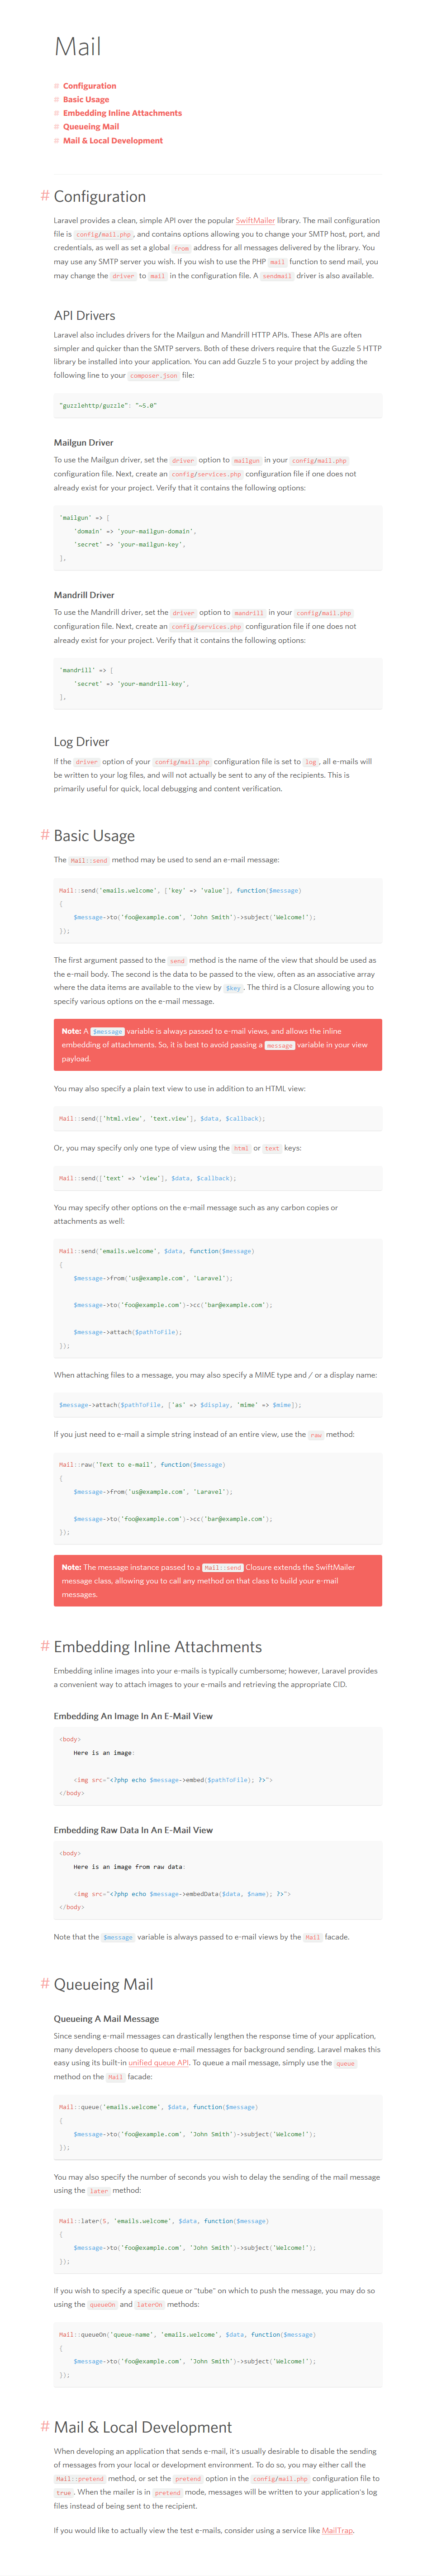 Mail
# Configuration
# Basic Usage
# Embedding Inline Attachments
# Queueing Mail
# Mail & Local Development
# Configuration
Laravel provides a clean, simple API over the popular SwiftMailer library. The mail configuration
file is config/mail.php, and contains options allowing you to change your SMTP host, port, and
credentials, as well as set a global from address for all messages delivered by the library. You
may use any SMTP server you wish. If you wish to use the PHP mail function to send mail, you
may change the driver to mail in the configuration file. A sendmail driver is also available.
API Drivers
Laravel also includes drivers for the Mailgun and Mandrill HTTP APIs. These APIs are often
simpler and quicker than the SMTP servers. Both of these drivers require that the Guzzle 5 HTTP
library be installed into your application. You can add Guzzle 5 to your project by adding the
following line to your composer.json file:
"guzzlehttp/guzzle": "~5.0"
Mailgun Driver
To use the Mailgun driver, set the driver option to mailgun in your config/mail.php
configuration file. Next, create an config/services.php configuration file if one does not
already exist for your project. Verify that it contains the following options:
'mailgun' => [
    'domain' => 'your-mailgun-domain',
    'secret' => 'your-mailgun-key',
],
Mandrill Driver
To use the Mandrill driver, set the driver option to mandrill in your config/mail.php
configuration file. Next, create an config/services.php configuration file if one does not
already exist for your project. Verify that it contains the following options:
'mandrill' => [
    'secret' => 'your-mandrill-key',
],
Log Driver
If the driver option of your config/mail.php configuration file is set to log, all e-mails will
be written to your log files, and will not actually be sent to any of the recipients. This is
primarily useful for quick, local debugging and content verification.
# Basic Usage
The Mail::send method may be used to send an e-mail message:
Mail::send('emails.welcome', ['key' => 'value'], function($message)
{
    $message->to('foo@example.com', 'John Smith')->subject('Welcome!');
});
The first argument passed to the send method is the name of the view that should be used as
the e-mail body. The second is the data to be passed to the view, often as an associative array
where the data items are available to the view by $key. The third is a Closure allowing you to
specify various options on the e-mail message.
Note: A $message variable is always passed to e-mail views, and allows the inline
embedding of attachments. So, it is best to avoid passing a message variable in your view
payload.
You may also specify a plain text view to use in addition to an HTML view:
Mail::send(['html.view', 'text.view'], $data, $callback);
Or, you may specify only one type of view using the html or text keys:
Mail::send(['text' => 'view'], $data, $callback);
You may specify other options on the e-mail message such as any carbon copies or
attachments as well:
Mail::send('emails.welcome', $data, function($message)
{
    $message->from('us@example.com', 'Laravel');
    $message->to('foo@example.com')->cc('bar@example.com');
    $message->attach($pathToFile);
});
When attaching files to a message, you may also specify a MIME type and / or a display name:
$message->attach($pathToFile, ['as' => $display, 'mime' => $mime]);
If you just need to e-mail a simple string instead of an entire view, use the raw method:
Mail::raw('Text to e-mail', function($message)
{
    $message->from('us@example.com', 'Laravel');
    $message->to('foo@example.com')->cc('bar@example.com');
});
Note: The message instance passed to a Mail::send Closure extends the SwiftMailer
message class, allowing you to call any method on that class to build your e-mail
messages.
# Embedding Inline Attachments
Embedding inline images into your e-mails is typically cumbersome; however, Laravel provides
a convenient way to attach images to your e-mails and retrieving the appropriate CID.
Embedding An Image In An E-Mail View
<body>
    Here is an image:
    <img src="<?php echo $message->embed($pathToFile); ?>">
</body>
Embedding Raw Data In An E-Mail View
<body>
    Here is an image from raw data:
    <img src="<?php echo $message->embedData($data, $name); ?>">
</body>
Note that the $message variable is always passed to e-mail views by the Mail facade.
# Queueing Mail
Queueing A Mail Message
Since sending e-mail messages can drastically lengthen the response time of your application,
many developers choose to queue e-mail messages for background sending. Laravel makes this
easy using its built-in unified queue API. To queue a mail message, simply use the queue
method on the Mail facade:
Mail::queue('emails.welcome', $data, function($message)
{
    $message->to('foo@example.com', 'John Smith')->subject('Welcome!');
});
You may also specify the number of seconds you wish to delay the sending of the mail message
using the later method:
Mail::later(5, 'emails.welcome', $data, function($message)
{
    $message->to('foo@example.com', 'John Smith')->subject('Welcome!');
});
If you wish to specify a specific queue or "tube" on which to push the message, you may do so
using the queueOn and laterOn methods:
Mail::queueOn('queue-name', 'emails.welcome', $data, function($message)
{
    $message->to('foo@example.com', 'John Smith')->subject('Welcome!');
});
# Mail & Local Development
When developing an application that sends e-mail, it's usually desirable to disable the sending
of messages from your local or development environment. To do so, you may either call the
Mail::pretend method, or set the pretend option in the config/mail.php configuration file to
true. When the mailer is in pretend mode, messages will be written to your application's log
files instead of being sent to the recipient.
If you would like to actually view the test e-mails, consider using a service like MailTrap.